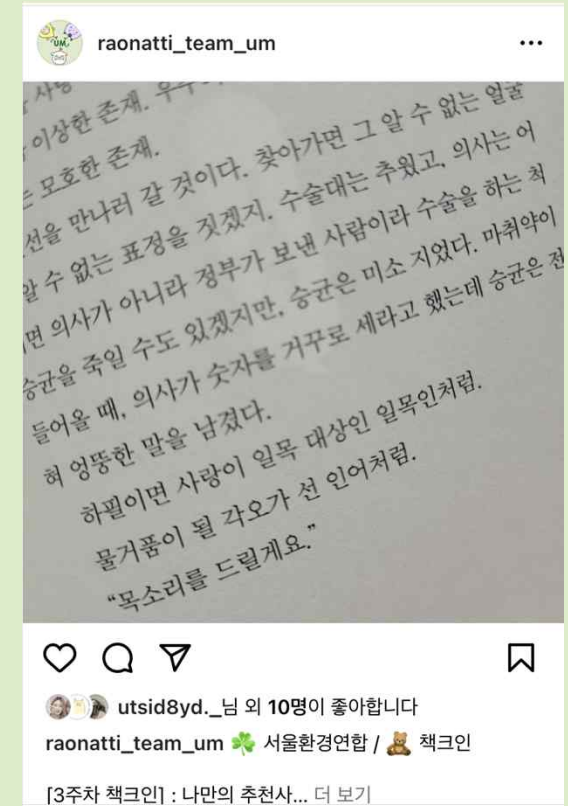 raonatti_team_um
사랑
이상한 존재. 우주
는 모호한 존재.
선을 만나러 갈 것이다. 찾아가면 그 알 수 없는 얼굴
알 수 없는 표정을 짓겠지. 수술대는 추웠고, 의사는 어
면 의사가 아니라 정부가 보낸 사람이라 수술을 하는 척
승균을 죽일 수도 있겠지만, 승균은 미소 지었다. 마취약이
들어올 때, 의사가 숫자를 거꾸로 세라고 했는데 승균은 전
혀 엉뚱한 말을 남겼다.
하필이면 사랑이 일목 대상인 일목인처럼.
물거품이 될 각오가 선 인어처럼.
“목소리를 드릴게요.”
utsid8yd._님 외 10명이 좋아합니다
raonatti_team_um ☘️ 서울환경연합 / 🧸 책크인
[3주차 책크인] : 나만의 추천사... 더 보기